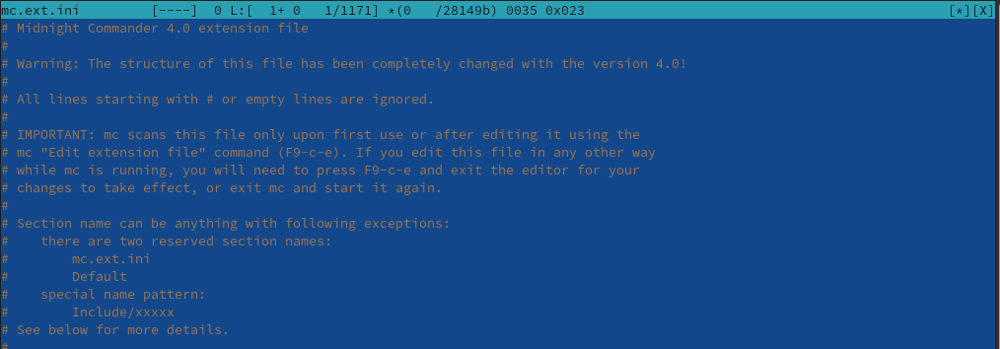 mc.ext.ini [----] 0 L:[ 1+ 0 1/1171] *(0 /28149b) 0035 0x023 [*][X]
# Midnight Commander 4.0 extension file
#
# Warning: The structure of this file has been completely changed with the version 4.0!
#
# All lines starting with # or empty lines are ignored.
#
# IMPORTANT: mc scans this file only upon first use or after editing it using the
# mc "Edit extension file" command (F9-c-e). If you edit this file in any other way
# while mc is running, you will need to press F9-c-e and exit the editor for your
# changes to take effect, or exit mc and start it again.
#
# Section name can be anything with following exceptions:
#    there are two reserved section names:
#        mc.ext.ini
#        Default
#    special name pattern:
#        Include/xxxxx
# See below for more details.
#